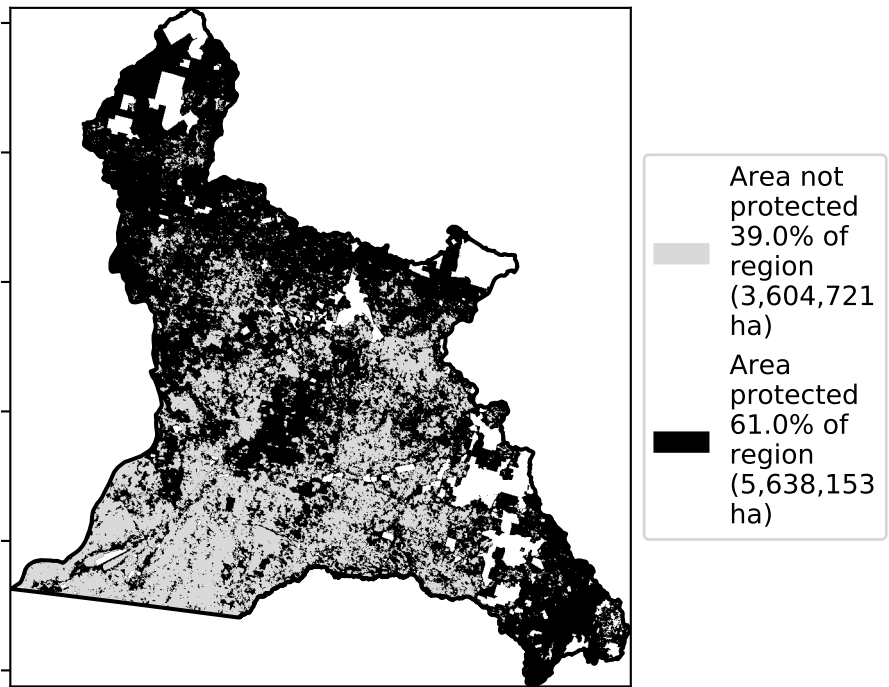 Area not
protected
39.0% of
region
(3,604,721
ha)
Area
protected
61.0% of
region
(5,638,153
ha)